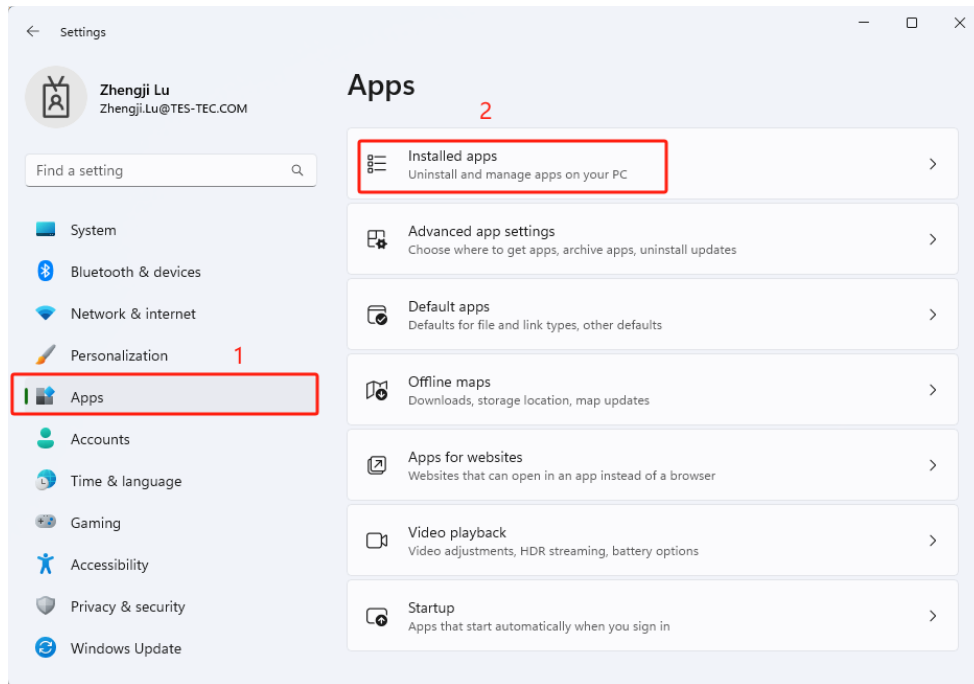 Settings
Zhengji Lu
Zhengji.Lu@TES-TEC.COM
Find a setting
System
Bluetooth & devices
Network & internet
Personalization
1
Apps
Accounts
Time & language
Gaming
Accessibility
Privacy & security
Windows Update
Apps
2
Installed apps
Uninstall and manage apps on your PC
Advanced app settings
Choose where to get apps, archive apps, uninstall updates
Default apps
Defaults for file and link types, other defaults
Offline maps
Downloads, storage location, map updates
Apps for websites
Websites that can open in an app instead of a browser
Video playback
Video adjustments, HDR streaming, battery options
Startup
Apps that start automatically when you sign in